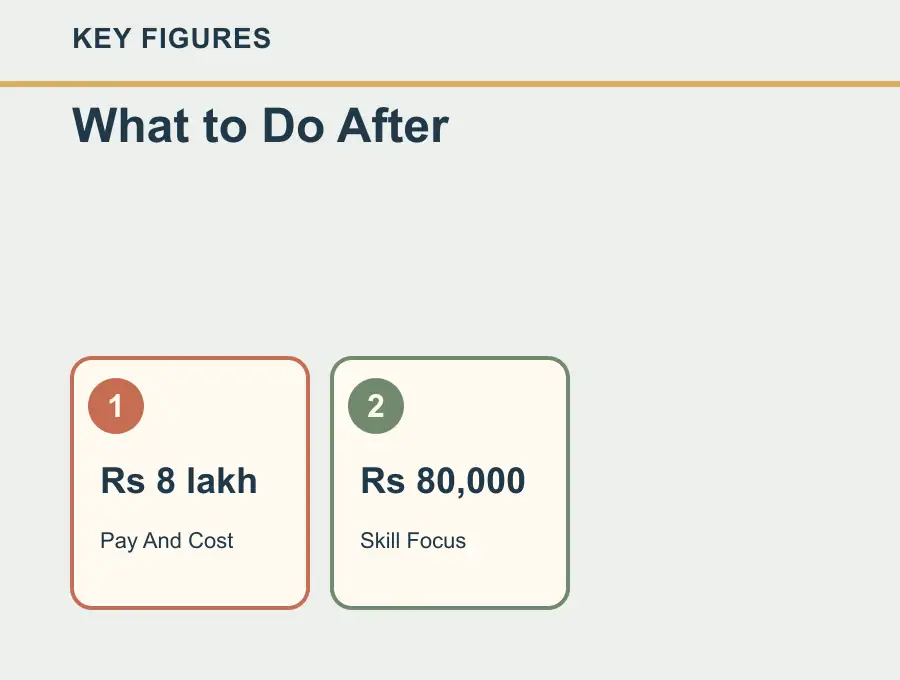 KEY FIGURES
What to Do After
1
Rs 8 lakh
Pay And Cost
2
Rs 80,000
Skill Focus